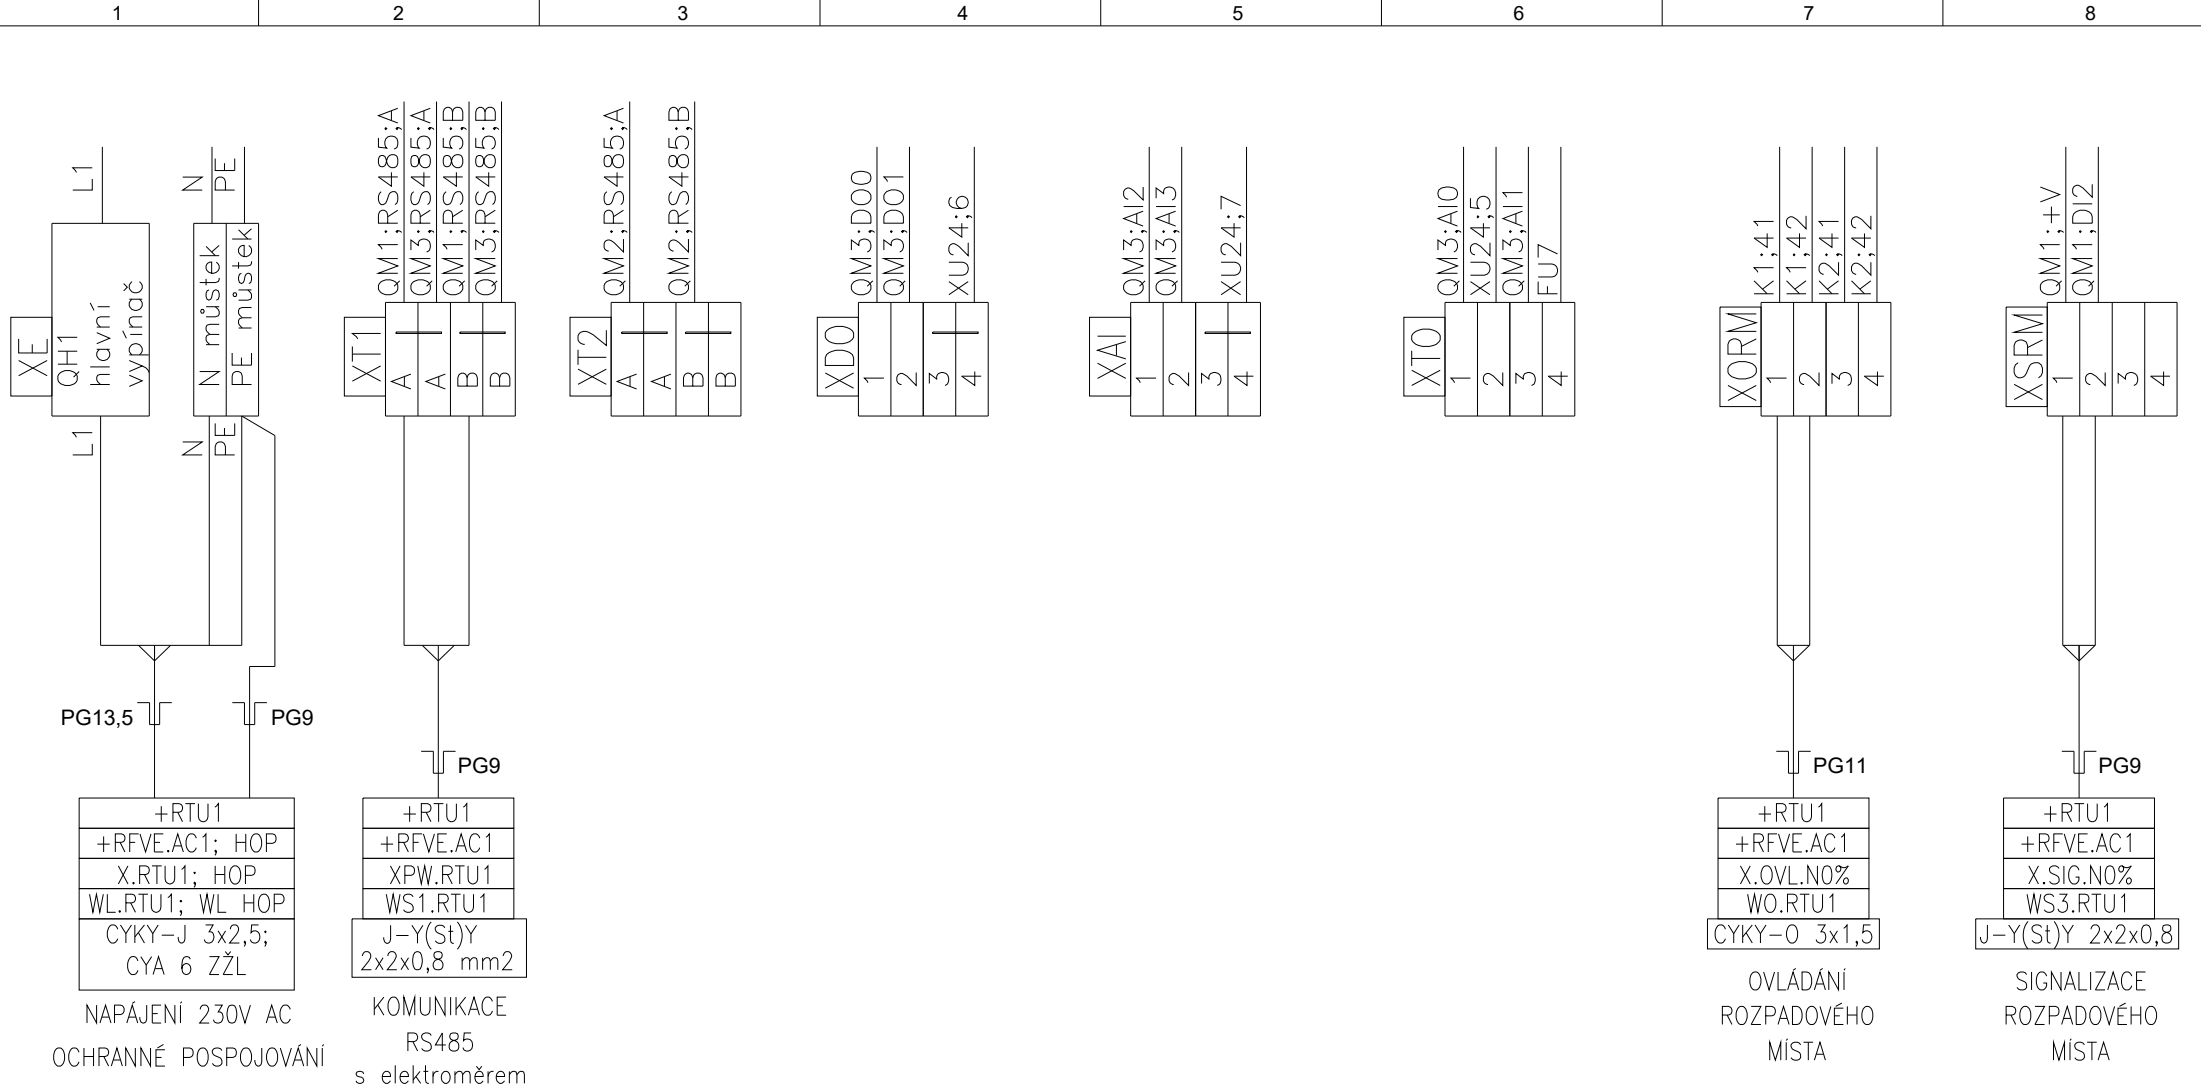 1
2
3
4
5
6
7
8
L1
N
PE
XE
QH1
hlavní
vypínač
N můstek
PE můstek
L1
N
PE
PG13,5
PG9
+RTU1
+RFVE.AC1; HOP
X.RTU1; HOP
WL.RTU1; WL HOP
CYKY-J 3x2,5;
CYA 6 ZŽL
NAPÁJENÍ 230V AC
OCHRANNÉ POSPOJOVÁNÍ
QM1;RS485;A
QM3;RS485;A
QM1;RS485;B
QM3;RS485;B
XT1
A
A
B
B
PG9
+RTU1
+RFVE.AC1
XPW.RTU1
WS1.RTU1
J-Y(St)Y
2x2x0,8 mm2
KOMUNIKACE
RS485
s elektroměrem
QM2;RS485;A
QM2;RS485;B
XT2
A
A
B
B
QM3;DO0
QM3;DO1
XU24;6
XDO
1
2
3
4
QM3;AI2
QM3;AI3
XU24;7
XAI
1
2
3
4
QM3;AI0
XU24;5
QM3;AI1
FU7
XTO
1
2
3
4
K1;41
K1;42
K2;41
K2;42
XORM
1
2
3
4
PG11
+RTU1
+RFVE.AC1
X.OVL.N0%
WO.RTU1
CYKY-O 3x1,5
OVLÁDÁNÍ
ROZPADOVÉHO
MÍSTA
QM1;+V
QM1;DI2
XSRM
1
2
3
4
PG9
+RTU1
+RFVE.AC1
X.SIG.N0%
WS3.RTU1
J-Y(St)Y 2x2x0,8
SIGNALIZACE
ROZPADOVÉHO
MÍSTA